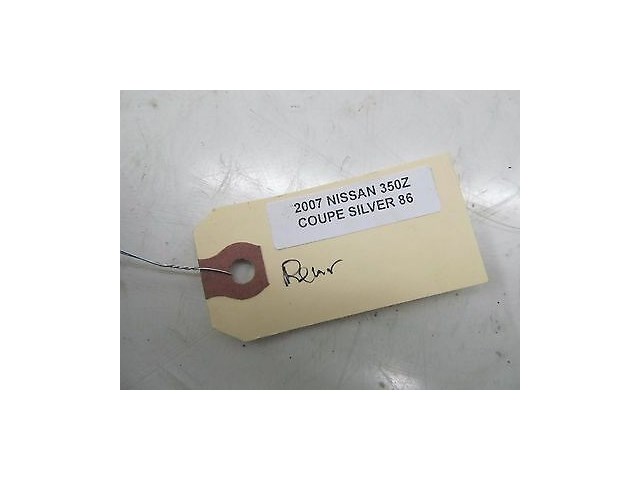 2007 NISSAN 350Z
COUPE SILVER 86
Rear